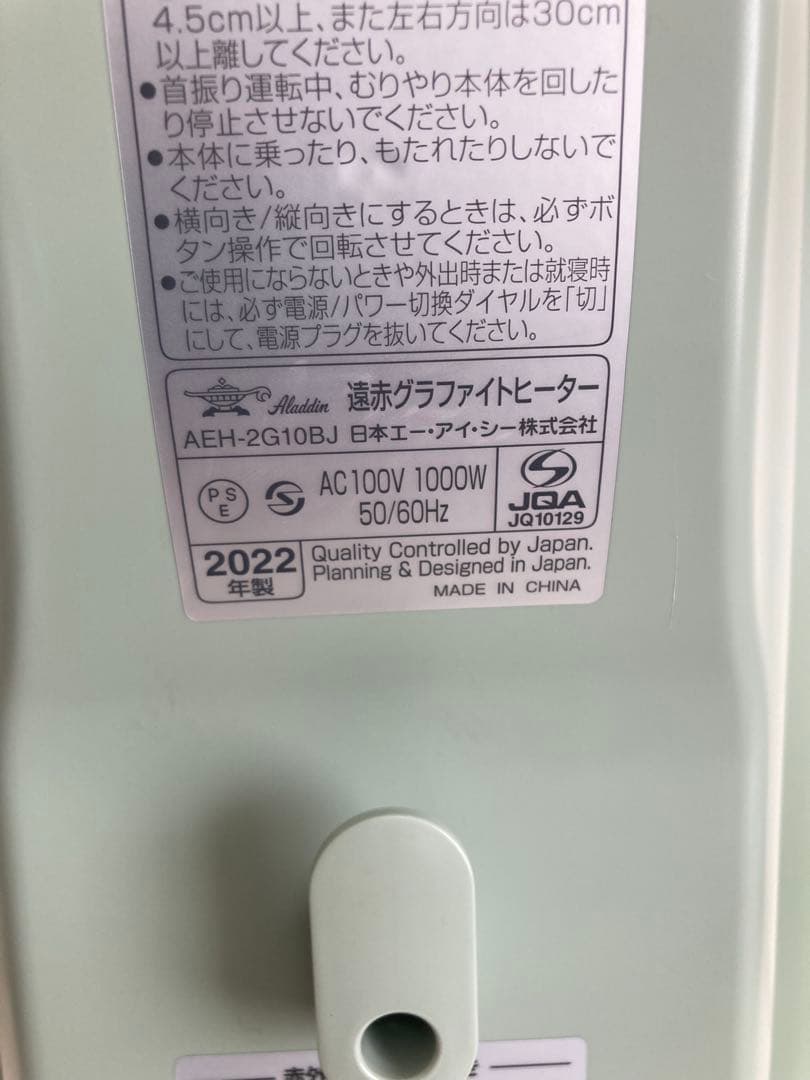 4.5cm以上、また左右方向は30cm
以上離してください。
●首振り運転中、むりやり本体を回した
り停止させないでください。
●本体に乗ったり、もたれたりしないで
ください。
●横向き/縦向きにするときは、必ずボ
タン操作で回転させてください。
●ご使用にならないときや外出時または就寝時
には、必ず電源/パワー切換ダイヤルを「切」
にして、電源プラグを抜いてください。
Aladdin 遠赤グラファイトヒーター
AEH-2G10BJ 日本エー・アイ・シー株式会社
PSE AC100V 1000W
50/60Hz
JQA
JQ10129
2022
年製
Quality Controlled by Japan.
Planning & Designed in Japan.
MADE IN CHINA